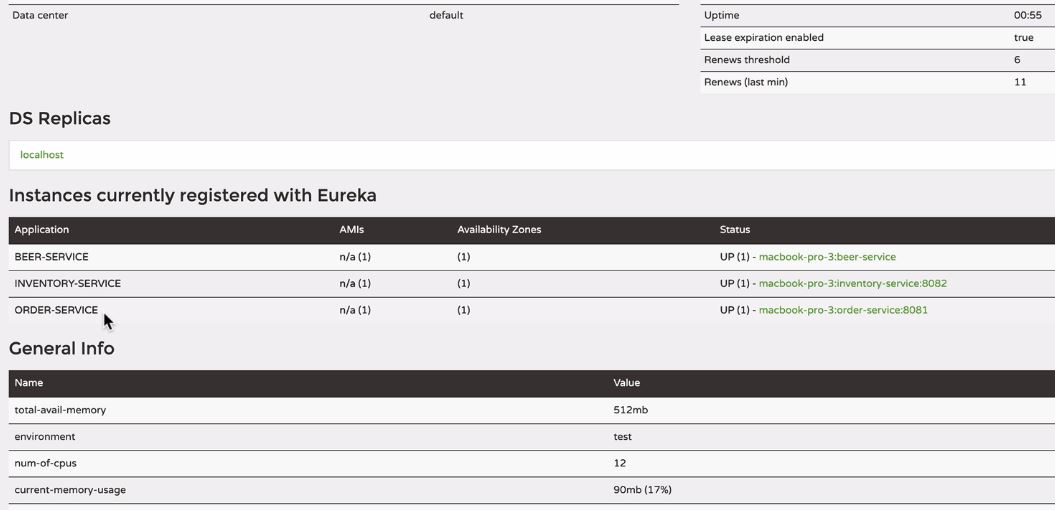 Data center default
Uptime 00:55
Lease expiration enabled true
Renews threshold 6
Renews (last min) 11
DS Replicas
localhost
Instances currently registered with Eureka
Application AMIs Availability Zones Status
BEER-SERVICE n/a (1) (1) UP (1) - macbook-pro-3:beer-service
INVENTORY-SERVICE n/a (1) (1) UP (1) - macbook-pro-3:inventory-service:8082
ORDER-SERVICE n/a (1) (1) UP (1) - macbook-pro-3:order-service:8081
General Info
Name Value
total-avail-memory 512mb
environment test
num-of-cpus 12
current-memory-usage 90mb (17%)